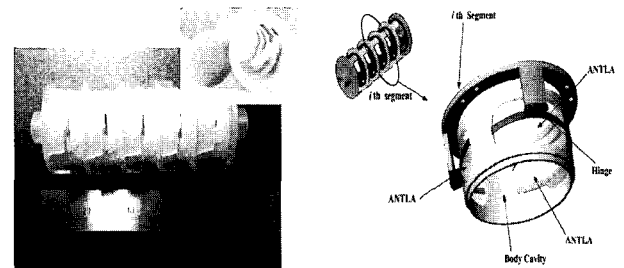 i th Segment
ANTLA
i th segment
Hinge
ANTLA
ANTLA
Body Cavity